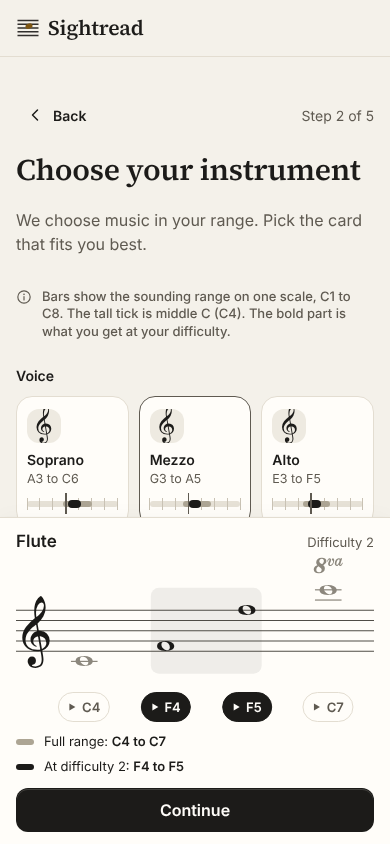 Sightread
Back
Step 2 of 5
Choose your instrument
We choose music in your range. Pick the card
that fits you best.
Bars show the sounding range on one scale, C1 to
C8. The tall tick is middle C (C4). The bold part is
what you get at your difficulty.
Voice
Soprano
A3 to C6
Mezzo
G3 to A5
Alto
E3 to F5
Flute
Difficulty 2
8va
C4
F4
F5
C7
Full range: C4 to C7
At difficulty 2: F4 to F5
Continue